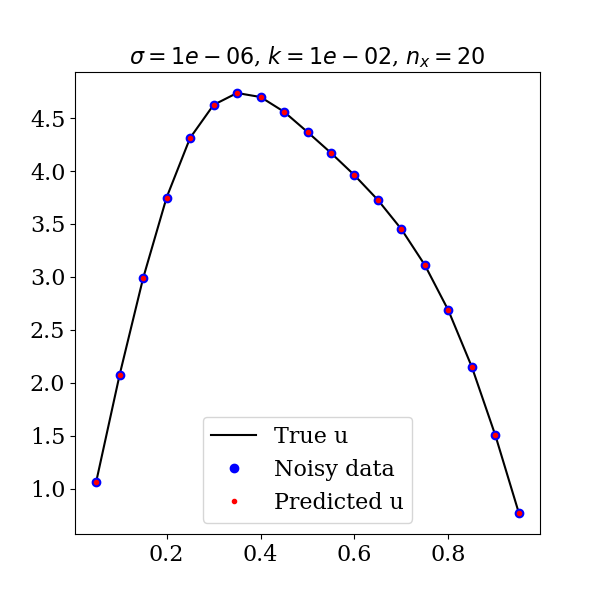 σ = 1e − 06, k = 1e − 02, nₓ = 20
4.5
4.0
3.5
3.0
2.5
2.0
1.5
1.0
True u
Noisy data
Predicted u
0.2 0.4 0.6 0.8